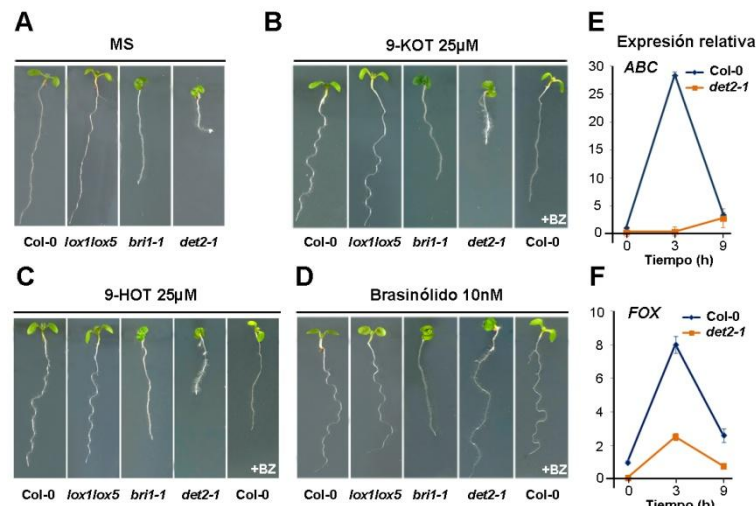 A
MS
Col-0 lox1lox5 bri1-1 det2-1
B
9-KOT 25µM
+BZ
Col-0 lox1lox5 bri1-1 det2-1 Col-0
C
9-HOT 25µM
+BZ
Col-0 lox1lox5 bri1-1 det2-1 Col-0
D
Brasinólido 10nM
+BZ
Col-0 lox1lox5 bri1-1 det2-1 Col-0
E
Expresión relativa
ABC
Col-0
det2-1
30
25
20
15
10
5
0
0 3 9
Tiempo (h)
F
FOX
Col-0
det2-1
10
8
6
4
2
0
0 3 9
Tiempo (h)